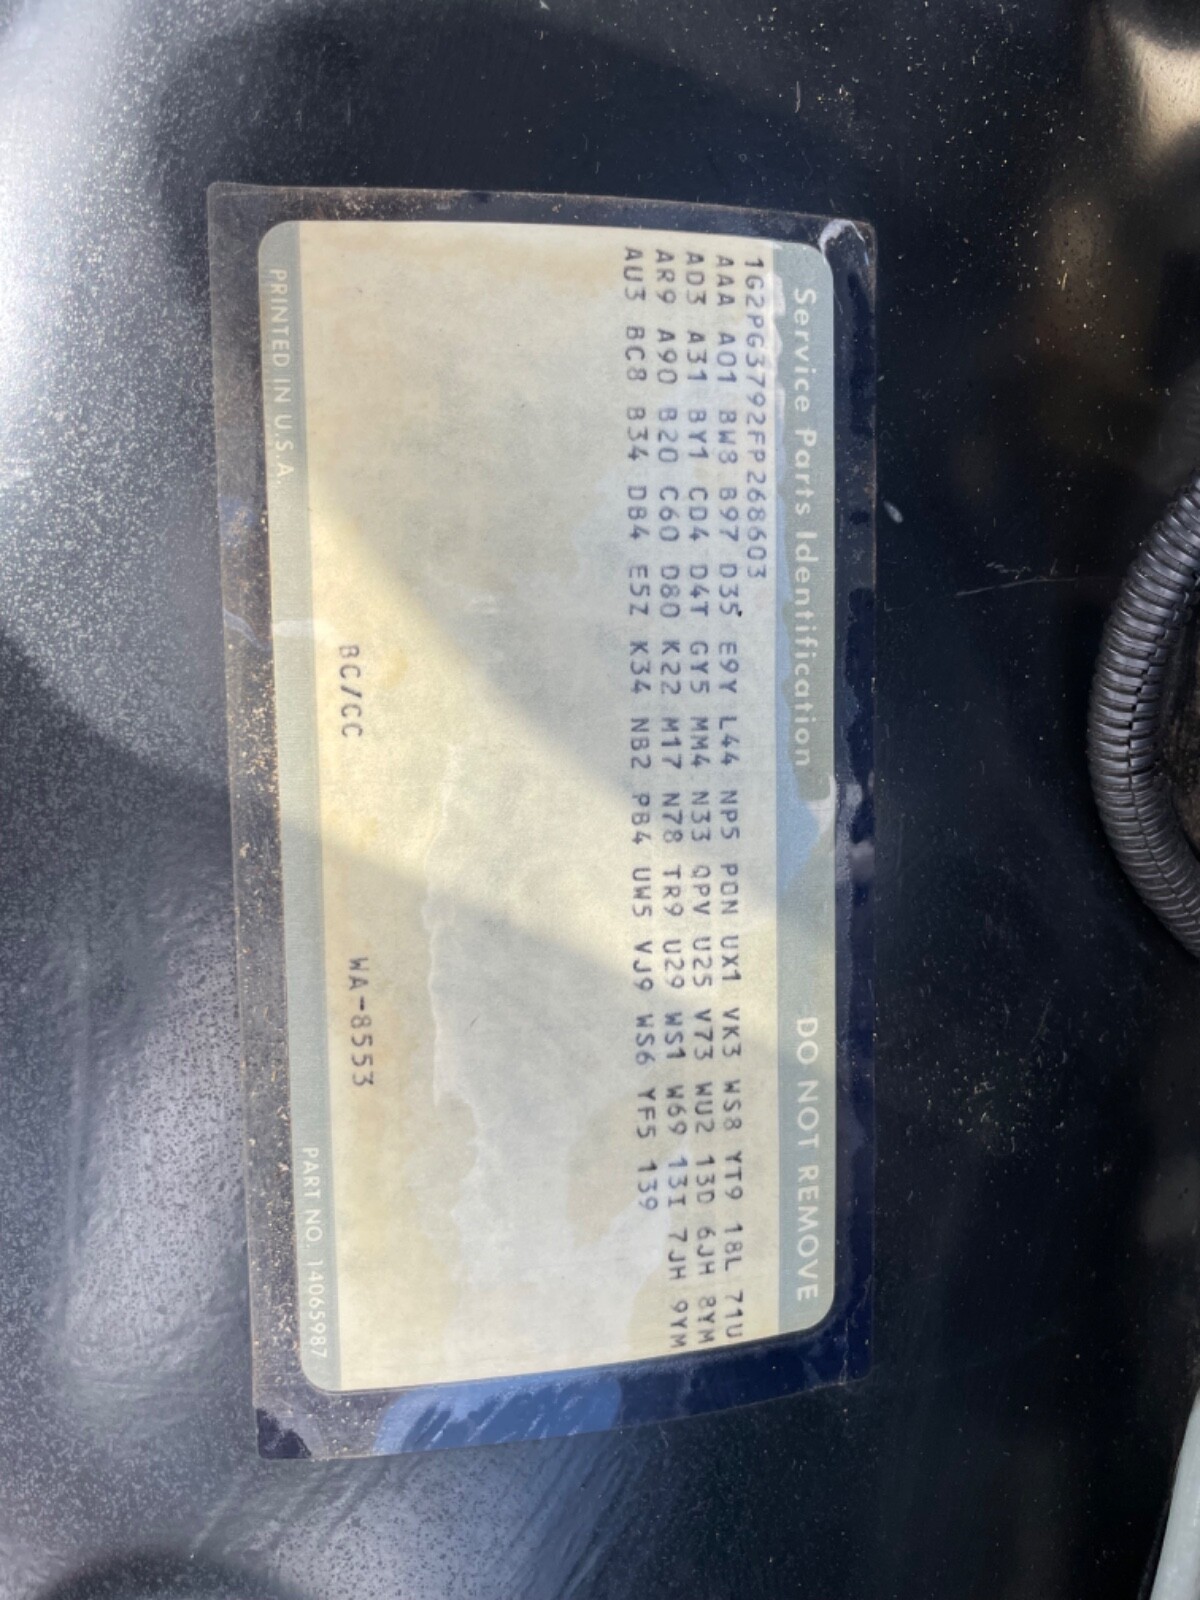 Service Parts Identification DO NOT REMOVE
1G2PG3792FP268603
AAA A01 BW8 B97 D35 E9Y L44 NP5 PDN UX1 VK3 WS8 YT9 18L 71U
AD3 A31 BY1 CD4 D4T GY5 MM4 N33 QPV U25 V73 WU2 13D 6JH 8YM
AR9 A90 B20 C60 D80 K22 M17 N78 TR9 U29 WS1 W69 13I 7JH 9YM
AU3 BC8 B34 DB4 E5Z K34 NB2 PB4 UW5 VJ9 WS6 YF5 139
BC/CC WA-8553
PRINTED IN U.S.A. PART NO. 14065987